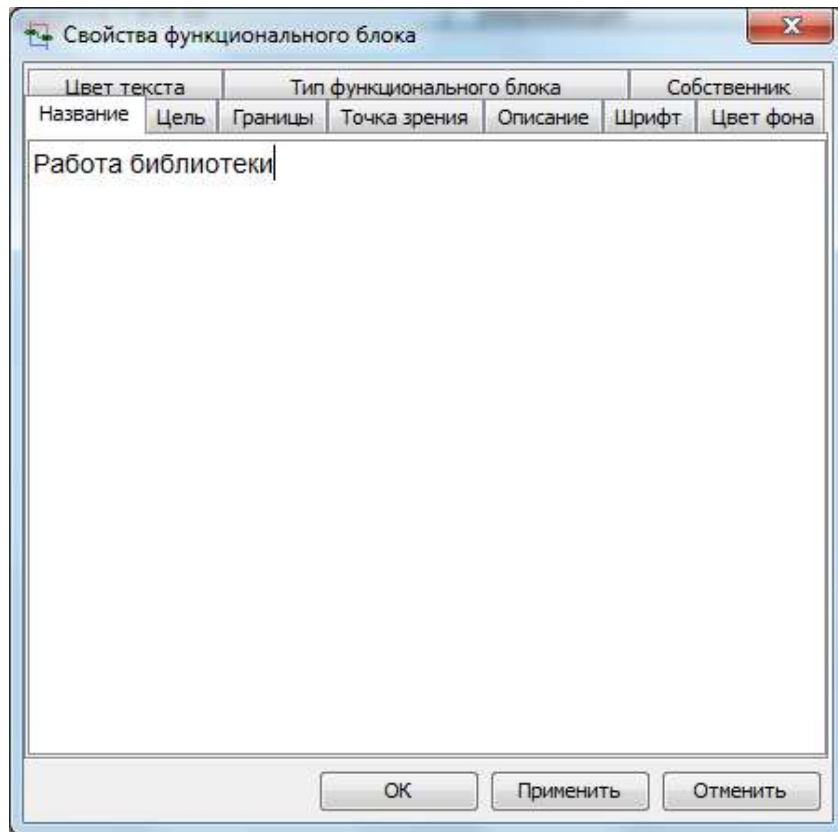 Свойства функционального блока
Цвет текста Тип функционального блока Собственник
Название Цель Границы Точка зрения Описание Шрифт Цвет фона
Работа библиотеки
ОК Применить Отменить